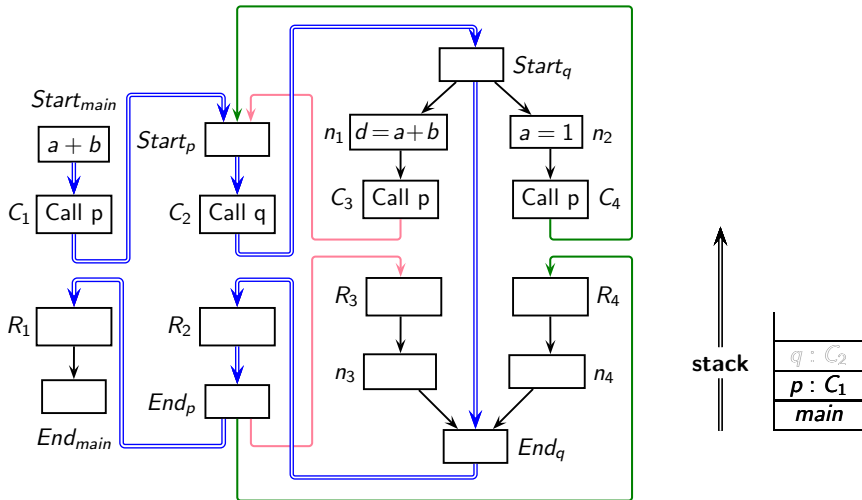 Start_q
Start_main
n_1 d = a+b
a = 1 n_2
a + b
Start_p
C_1 Call p
C_2 Call q
C_3 Call p
Call p C_4
R_3
R_4
R_1
R_2
stack
q : C_2
p : C_1
main
n_3
n_4
End_p
End_main
End_q